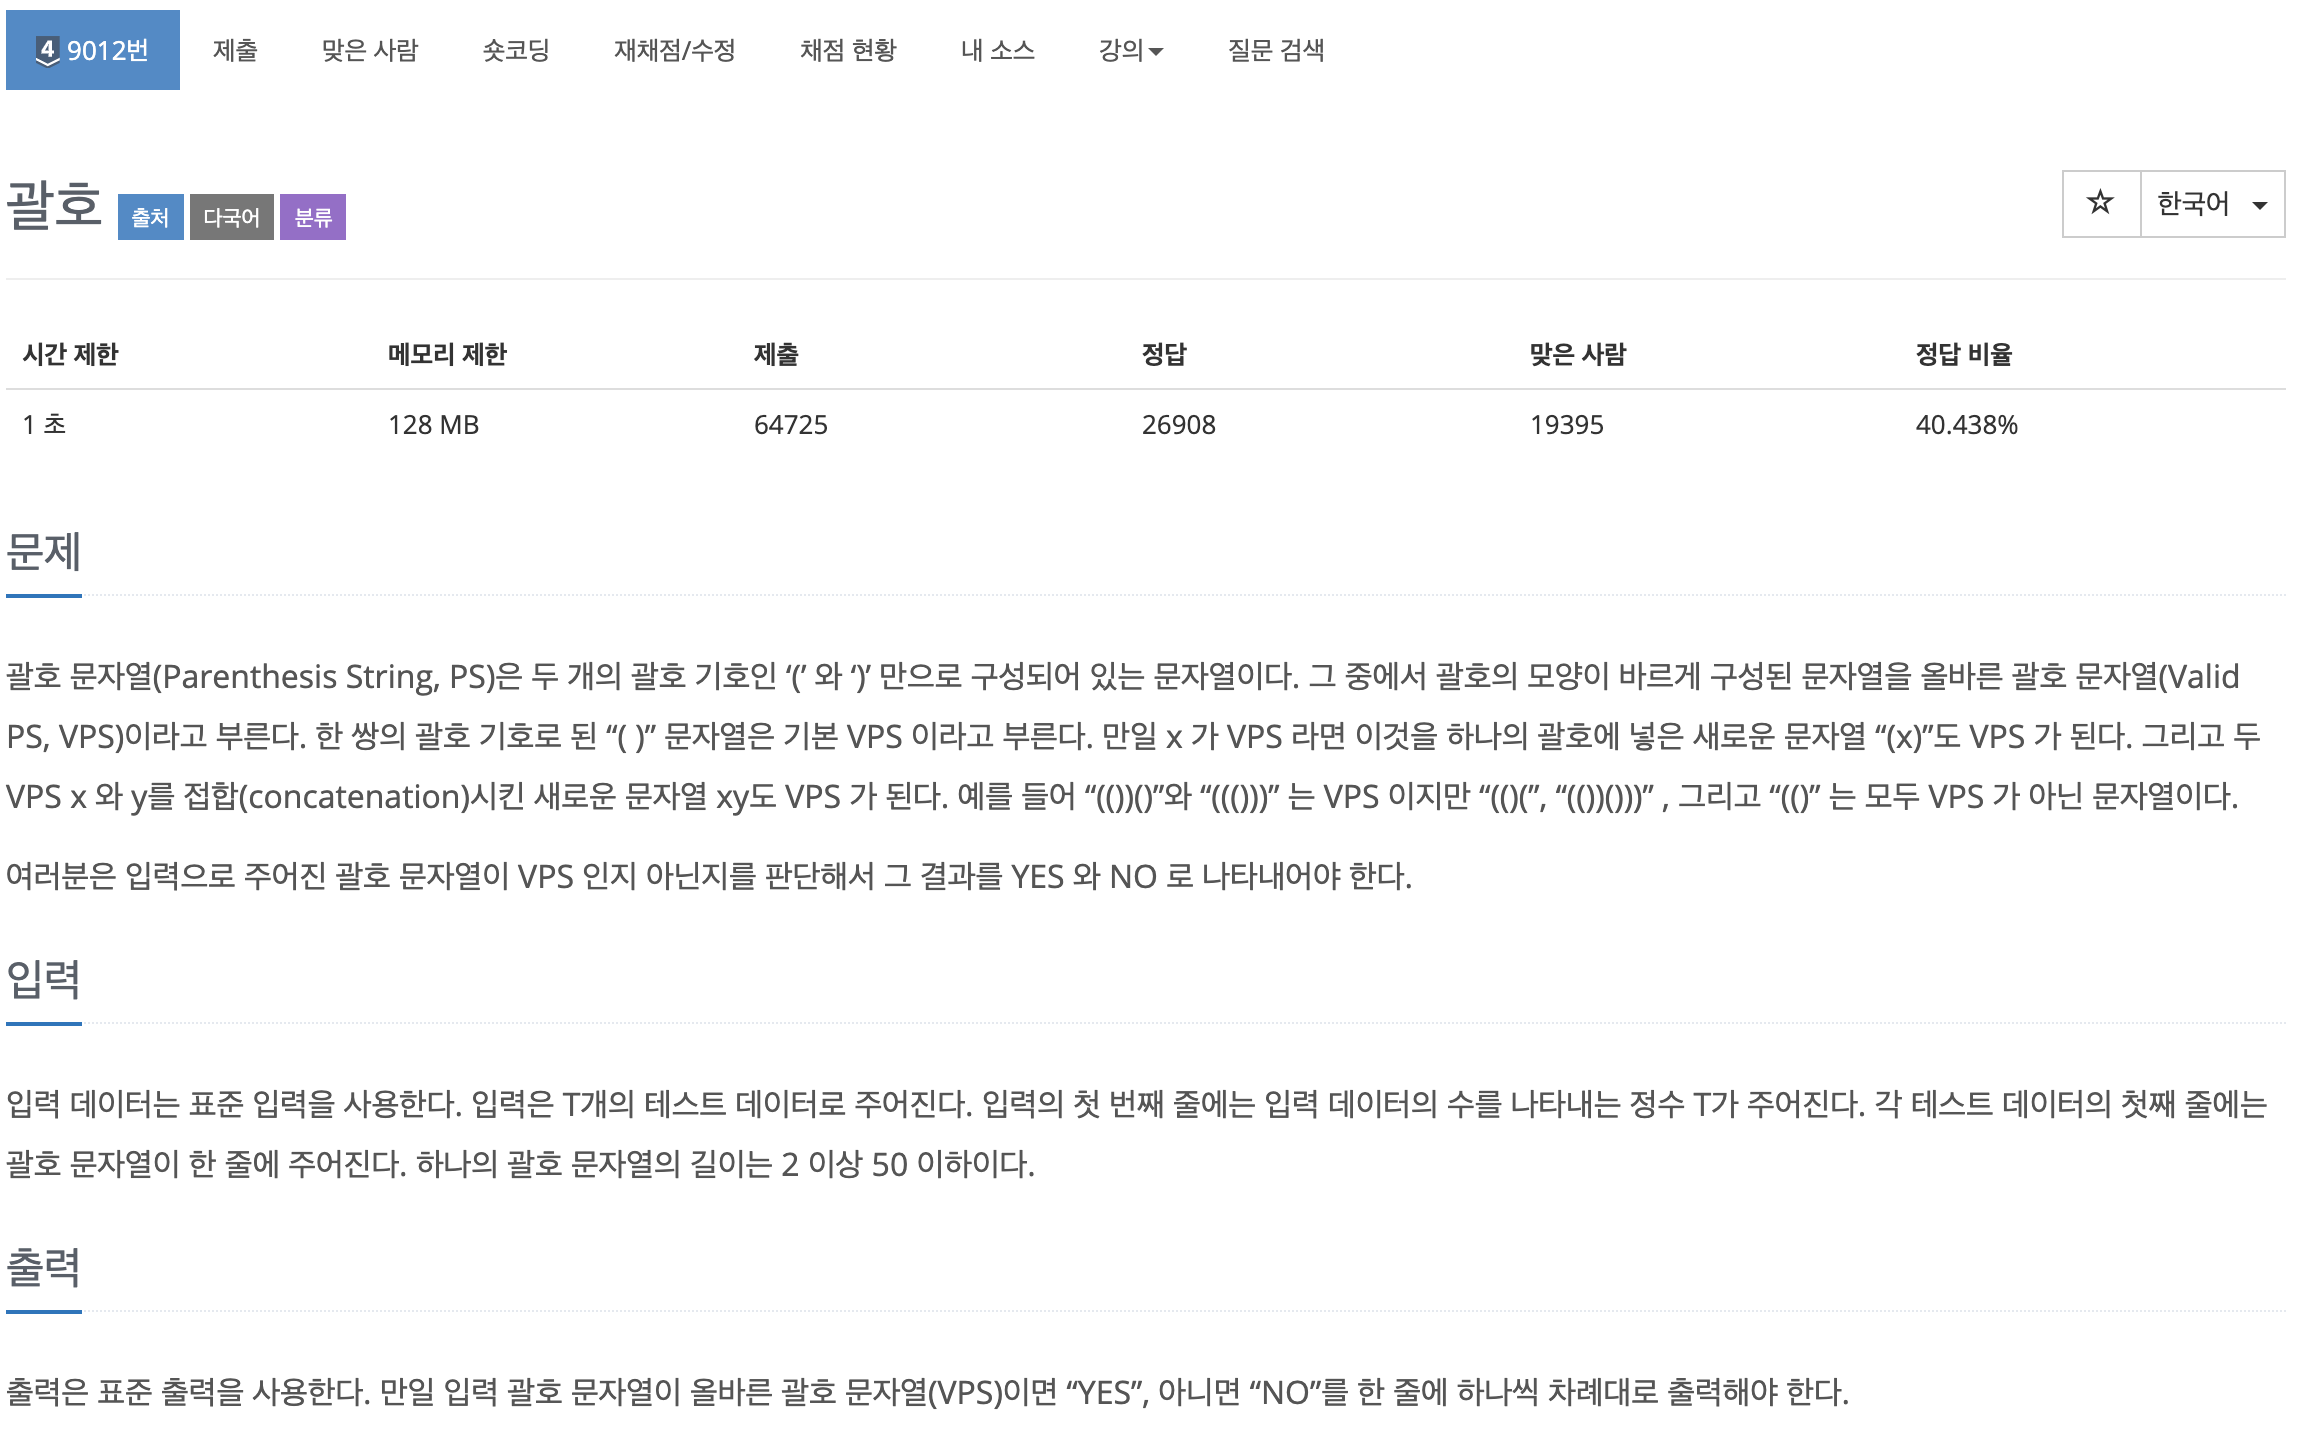 4 9012번 제출 맞은 사람 숏코딩 재채점/수정 채점 현황 내 소스 강의 질문 검색
괄호 출처 다국어 분류 한국어
시간 제한 메모리 제한 제출 정답 맞은 사람 정답 비율
1 초 128 MB 64725 26908 19395 40.438%
문제
괄호 문자열(Parenthesis String, PS)은 두 개의 괄호 기호인 ‘(’ 와 ‘)’ 만으로 구성되어 있는 문자열이다. 그 중에서 괄호의 모양이 바르게 구성된 문자열을 올바른 괄호 문자열(Valid
PS, VPS)이라고 부른다. 한 쌍의 괄호 기호로 된 “( )” 문자열은 기본 VPS 이라고 부른다. 만일 x 가 VPS 라면 이것을 하나의 괄호에 넣은 새로운 문자열 “(x)”도 VPS 가 된다. 그리고 두
VPS x 와 y를 접합(concatenation)시킨 새로운 문자열 xy도 VPS 가 된다. 예를 들어 “(())()”와 “((()))” 는 VPS 이지만 “(()(”, “(())()))” , 그리고 “(()” 는 모두 VPS 가 아닌 문자열이다.
여러분은 입력으로 주어진 괄호 문자열이 VPS 인지 아닌지를 판단해서 그 결과를 YES 와 NO 로 나타내어야 한다.
입력
입력 데이터는 표준 입력을 사용한다. 입력은 T개의 테스트 데이터로 주어진다. 입력의 첫 번째 줄에는 입력 데이터의 수를 나타내는 정수 T가 주어진다. 각 테스트 데이터의 첫째 줄에는
괄호 문자열이 한 줄에 주어진다. 하나의 괄호 문자열의 길이는 2 이상 50 이하이다.
출력
출력은 표준 출력을 사용한다. 만일 입력 괄호 문자열이 올바른 괄호 문자열(VPS)이면 “YES”, 아니면 “NO”를 한 줄에 하나씩 차례대로 출력해야 한다.